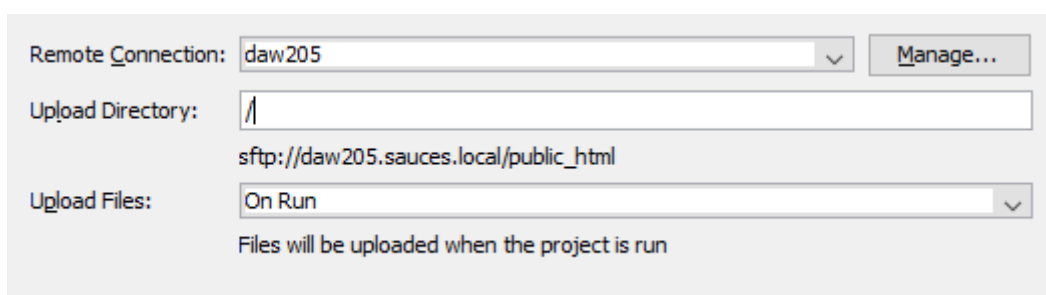 Remote Connection: daw205 Manage...
Upload Directory: /
sftp://daw205.sauces.local/public_html
Upload Files: On Run
Files will be uploaded when the project is run